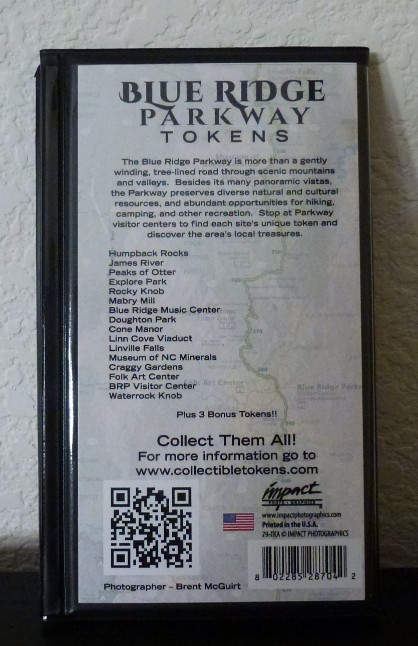 BLUE RIDGE
PARKWAY
TOKENS
The Blue Ridge Parkway is more than a gently
winding, tree-lined road through scenic mountains
and valleys. Besides its many panoramic vistas,
the Parkway preserves diverse natural and cultural
resources, and abundant opportunities for hiking,
camping, and other recreation. Stop at Parkway
visitor centers to find each site's unique token and
discover the area's local treasures.
Humpback Rocks
James River
Peaks of Otter
Explore Park
Rocky Knob
Mabry Mill
Blue Ridge Music Center
Doughton Park
Cone Manor
Linn Cove Viaduct
Linville Falls
Museum of NC Minerals
Craggy Gardens
Folk Art Center
BRP Visitor Center
Waterrock Knob
Plus 3 Bonus Tokens!!
Collect Them All!
For more information go to
www.collectibletokens.com
impact
PHOTO-GRAPHICS
www.impactphotographics.com
Printed in the U.S.A.
79-TKA © IMPACT PHOTOGRAPHICS
8 02285 28704 2
Photographer - Brent McGuirt